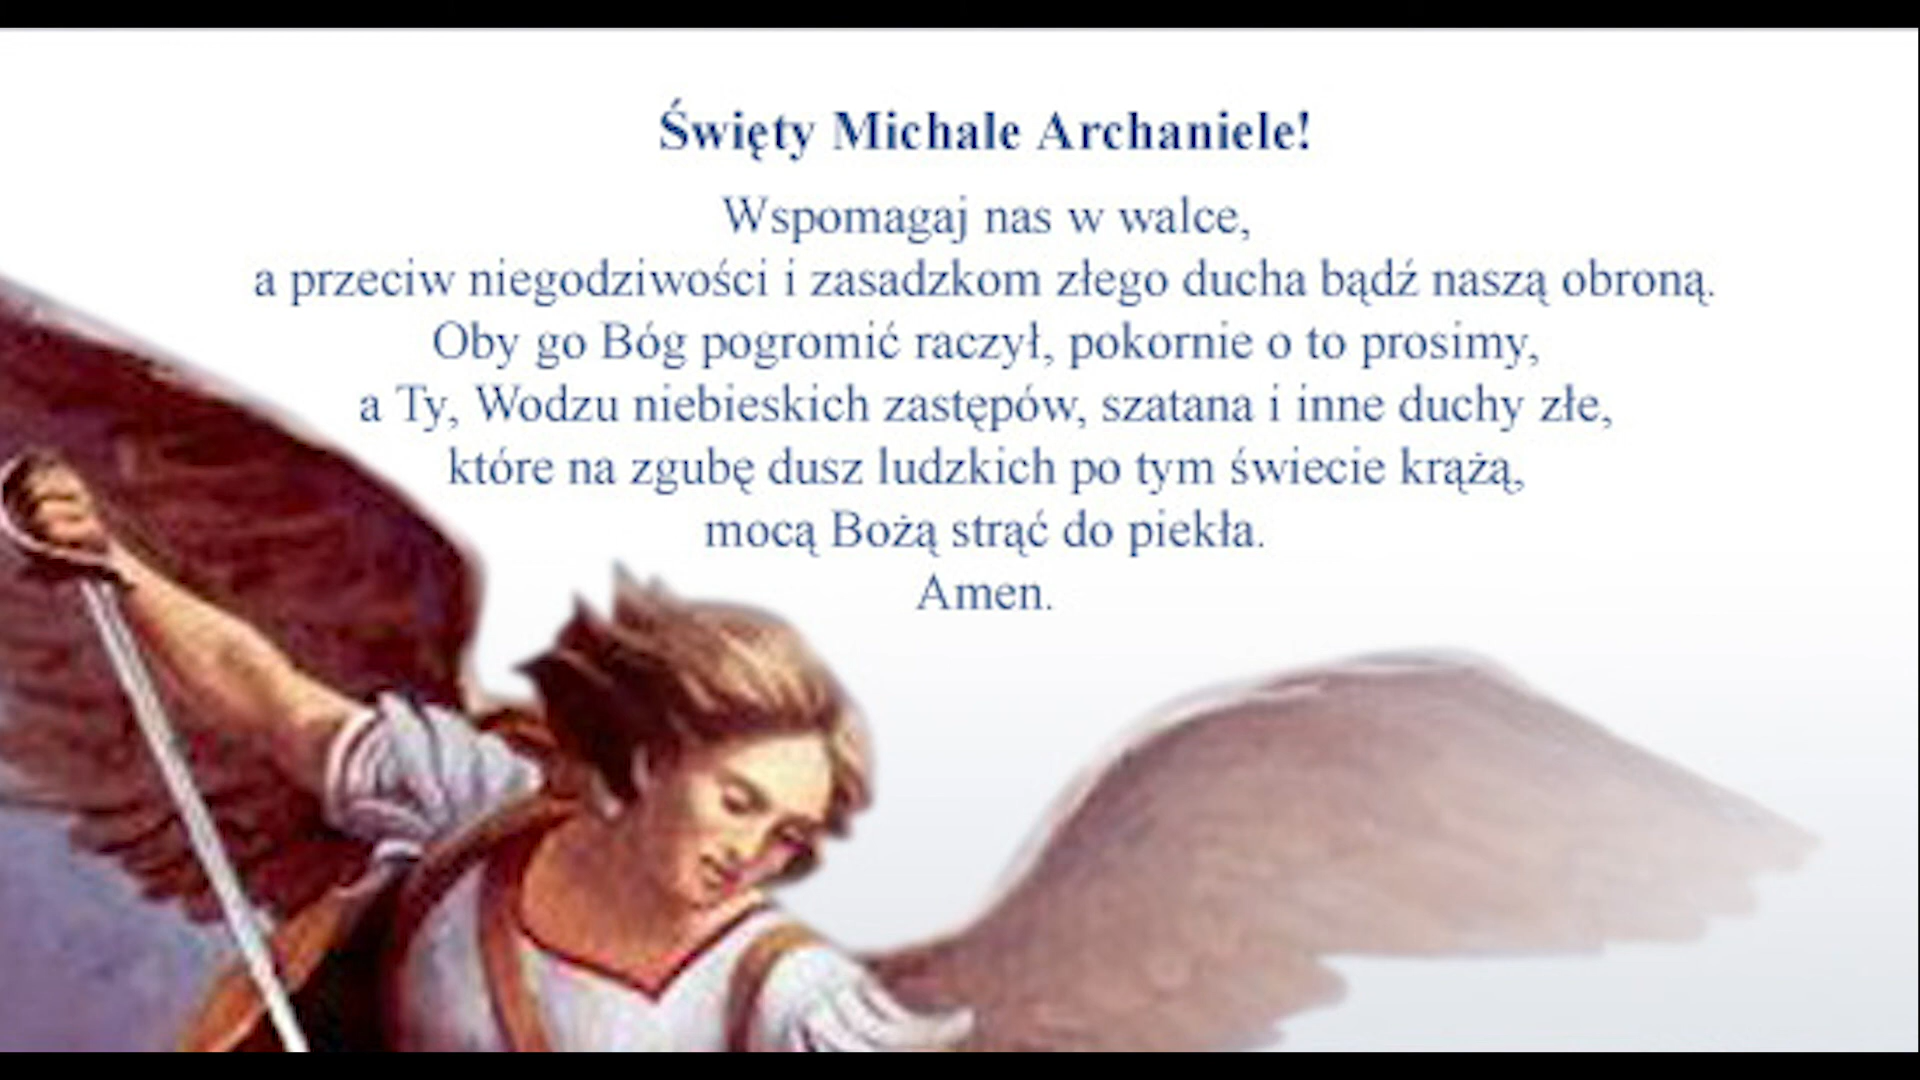 Święty Michale Archaniele!
Wspomagaj nas w walce,
a przeciw niegodziwości i zasadzkom złego ducha bądź naszą obroną.
Oby go Bóg pogromić raczył, pokornie o to prosimy,
a Ty, Wodzu niebieskich zastępów, szatana i inne duchy złe,
które na zgubę dusz ludzkich po tym świecie krążą,
mocą Bożą strąć do piekła.
Amen.